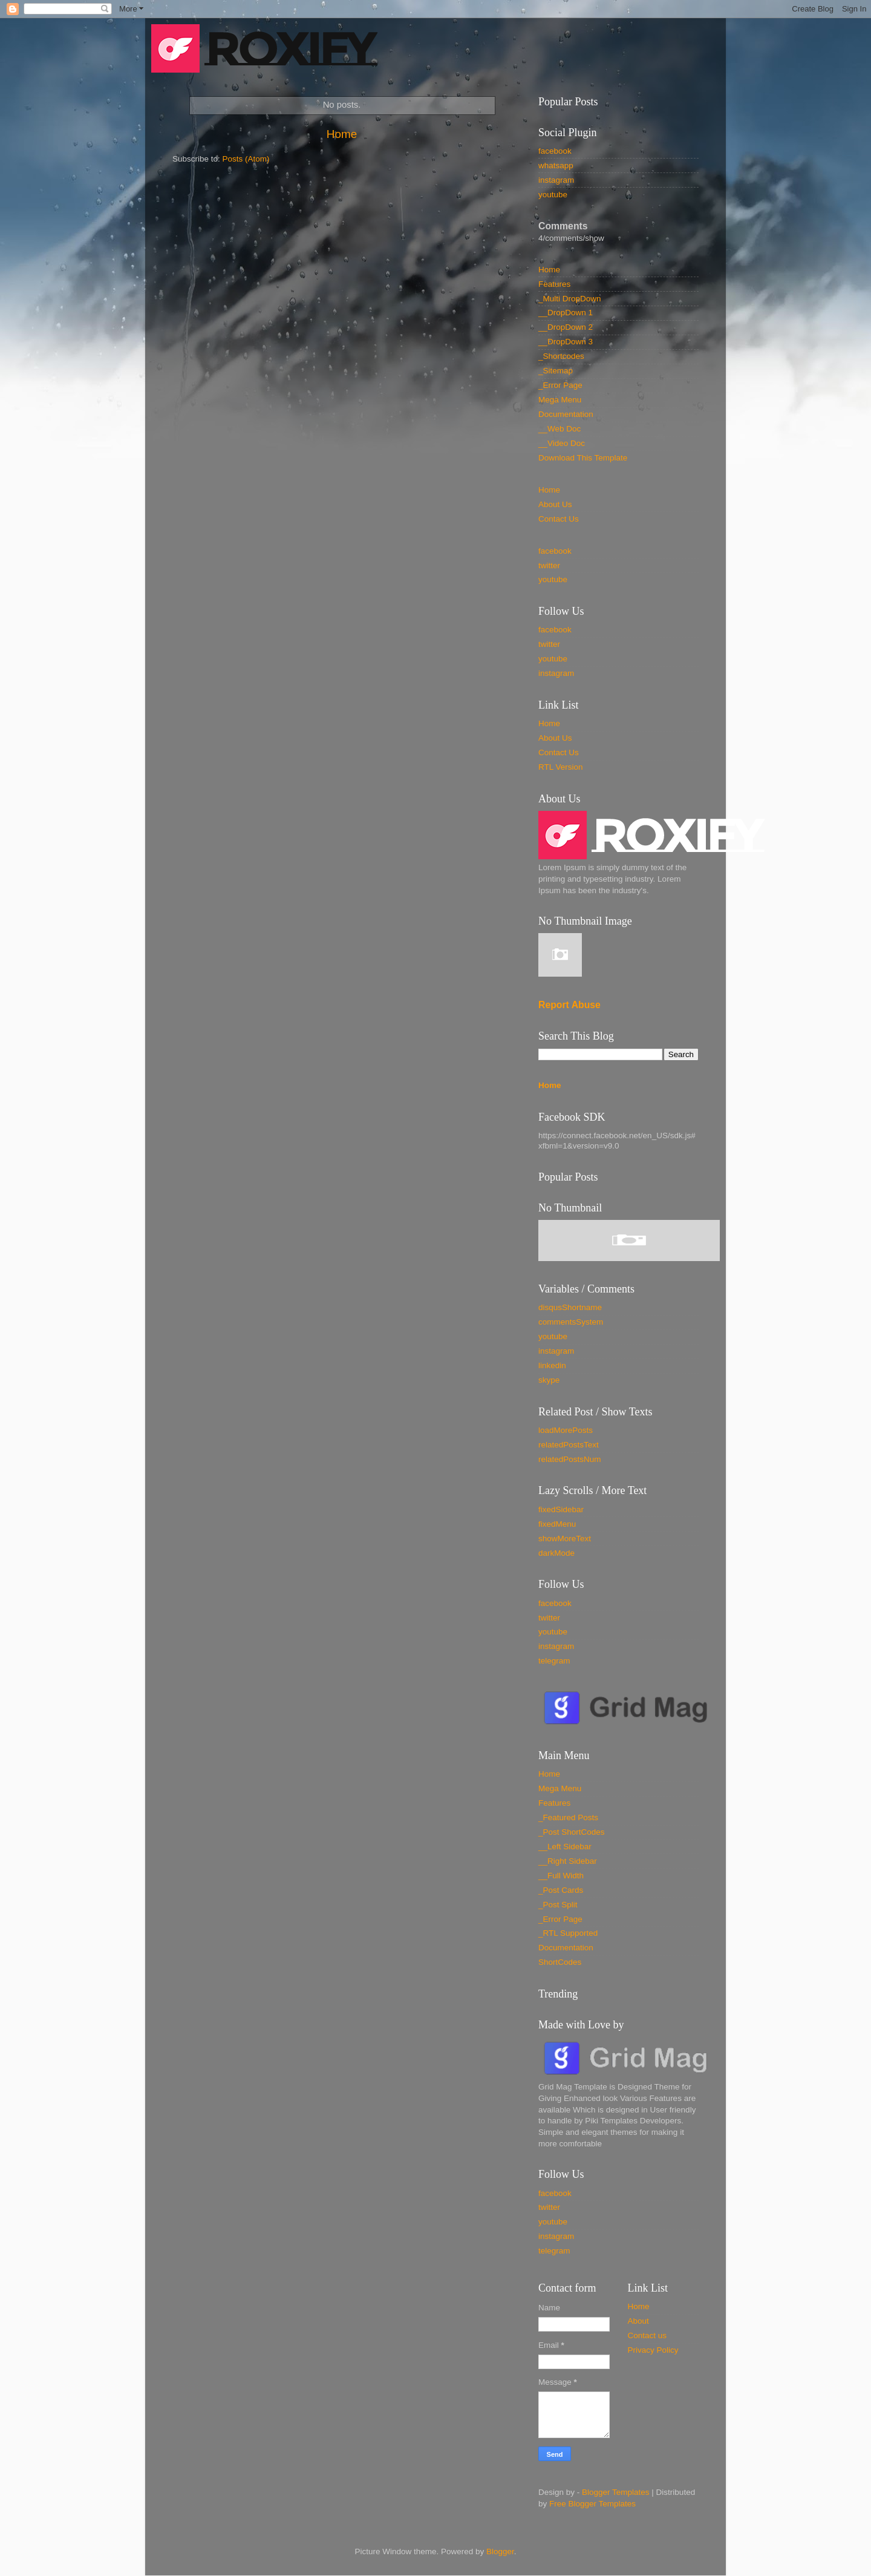 More
Create Blog
Sign In
ROXIFY
No posts.
Home
Subscribe to: Posts (Atom)
Popular Posts
Social Plugin
facebook
whatsapp
instagram
youtube
Comments
4/comments/show
Home
Features
_Multi DropDown
__DropDown 1
__DropDown 2
__DropDown 3
_Shortcodes
_Sitemap
_Error Page
Mega Menu
Documentation
__Web Doc
__Video Doc
Download This Template
Home
About Us
Contact Us
facebook
twitter
youtube
Follow Us
facebook
twitter
youtube
instagram
Link List
Home
About Us
Contact Us
RTL Version
About Us
ROXIFY
Lorem Ipsum is simply dummy text of the
printing and typesetting industry. Lorem
Ipsum has been the industry's.
No Thumbnail Image
Report Abuse
Search This Blog
Search
Home
Facebook SDK
https://connect.facebook.net/en_US/sdk.js#
xfbml=1&version=v9.0
Popular Posts
No Thumbnail
Variables / Comments
disqusShortname
commentsSystem
youtube
instagram
linkedin
skype
Related Post / Show Texts
loadMorePosts
relatedPostsText
relatedPostsNum
Lazy Scrolls / More Text
fixedSidebar
fixedMenu
showMoreText
darkMode
Follow Us
facebook
twitter
youtube
instagram
telegram
Grid Mag
Main Menu
Home
Mega Menu
Features
_Featured Posts
_Post ShortCodes
__Left Sidebar
__Right Sidebar
__Full Width
_Post Cards
_Post Split
_Error Page
_RTL Supported
Documentation
ShortCodes
Trending
Made with Love by
Grid Mag
Grid Mag Template is Designed Theme for
Giving Enhanced look Various Features are
available Which is designed in User friendly
to handle by Piki Templates Developers.
Simple and elegant themes for making it
more comfortable
Follow Us
facebook
twitter
youtube
instagram
telegram
Contact form
Name
Email *
Message *
Send
Link List
Home
About
Contact us
Privacy Policy
Design by - Blogger Templates | Distributed
by Free Blogger Templates
Picture Window theme. Powered by Blogger.